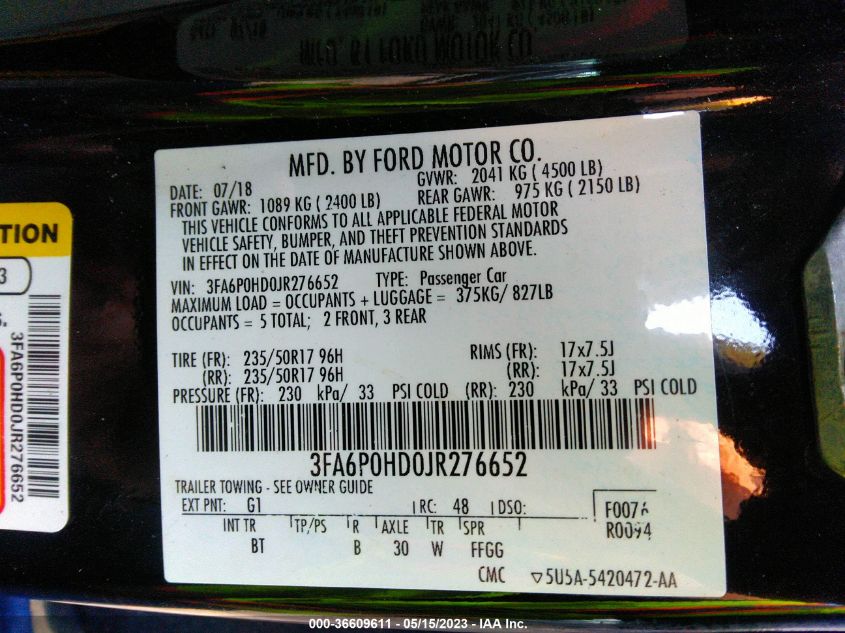 MFD. BY FORD MOTOR CO.
DATE: 07/18 GVWR: 2041 KG ( 4500 LB)
FRONT GAWR: 1089 KG ( 2400 LB) REAR GAWR: 975 KG ( 2150 LB)
THIS VEHICLE CONFORMS TO ALL APPLICABLE FEDERAL MOTOR
VEHICLE SAFETY, BUMPER, AND THEFT PREVENTION STANDARDS
IN EFFECT ON THE DATE OF MANUFACTURE SHOWN ABOVE.
VIN: 3FA6P0HD0JR276652 TYPE: Passenger Car
MAXIMUM LOAD = OCCUPANTS + LUGGAGE = 375KG/ 827LB
OCCUPANTS = 5 TOTAL; 2 FRONT, 3 REAR
TIRE (FR): 235/50R17 96H RIMS (FR): 17x7.5J
(RR): 235/50R17 96H (RR): 17x7.5J
PRESSURE (FR): 230 kPa/ 33 PSI COLD (RR): 230 kPa/ 33 PSI COLD
3FA6P0HD0JR276652
TRAILER TOWING - SEE OWNER GUIDE
EXT PNT: G1 RC: 48 DSO: F0076
R0094
INT TR TP/PS R AXLE TR SPR
BT B 30 W FFGG
CMC ▽5U5A-5420472-AA
TION
3
3FA6P0HD0JR276652
MFD. BY FORD MOTOR CO.
000-36609611 - 05/15/2023 - IAA Inc.